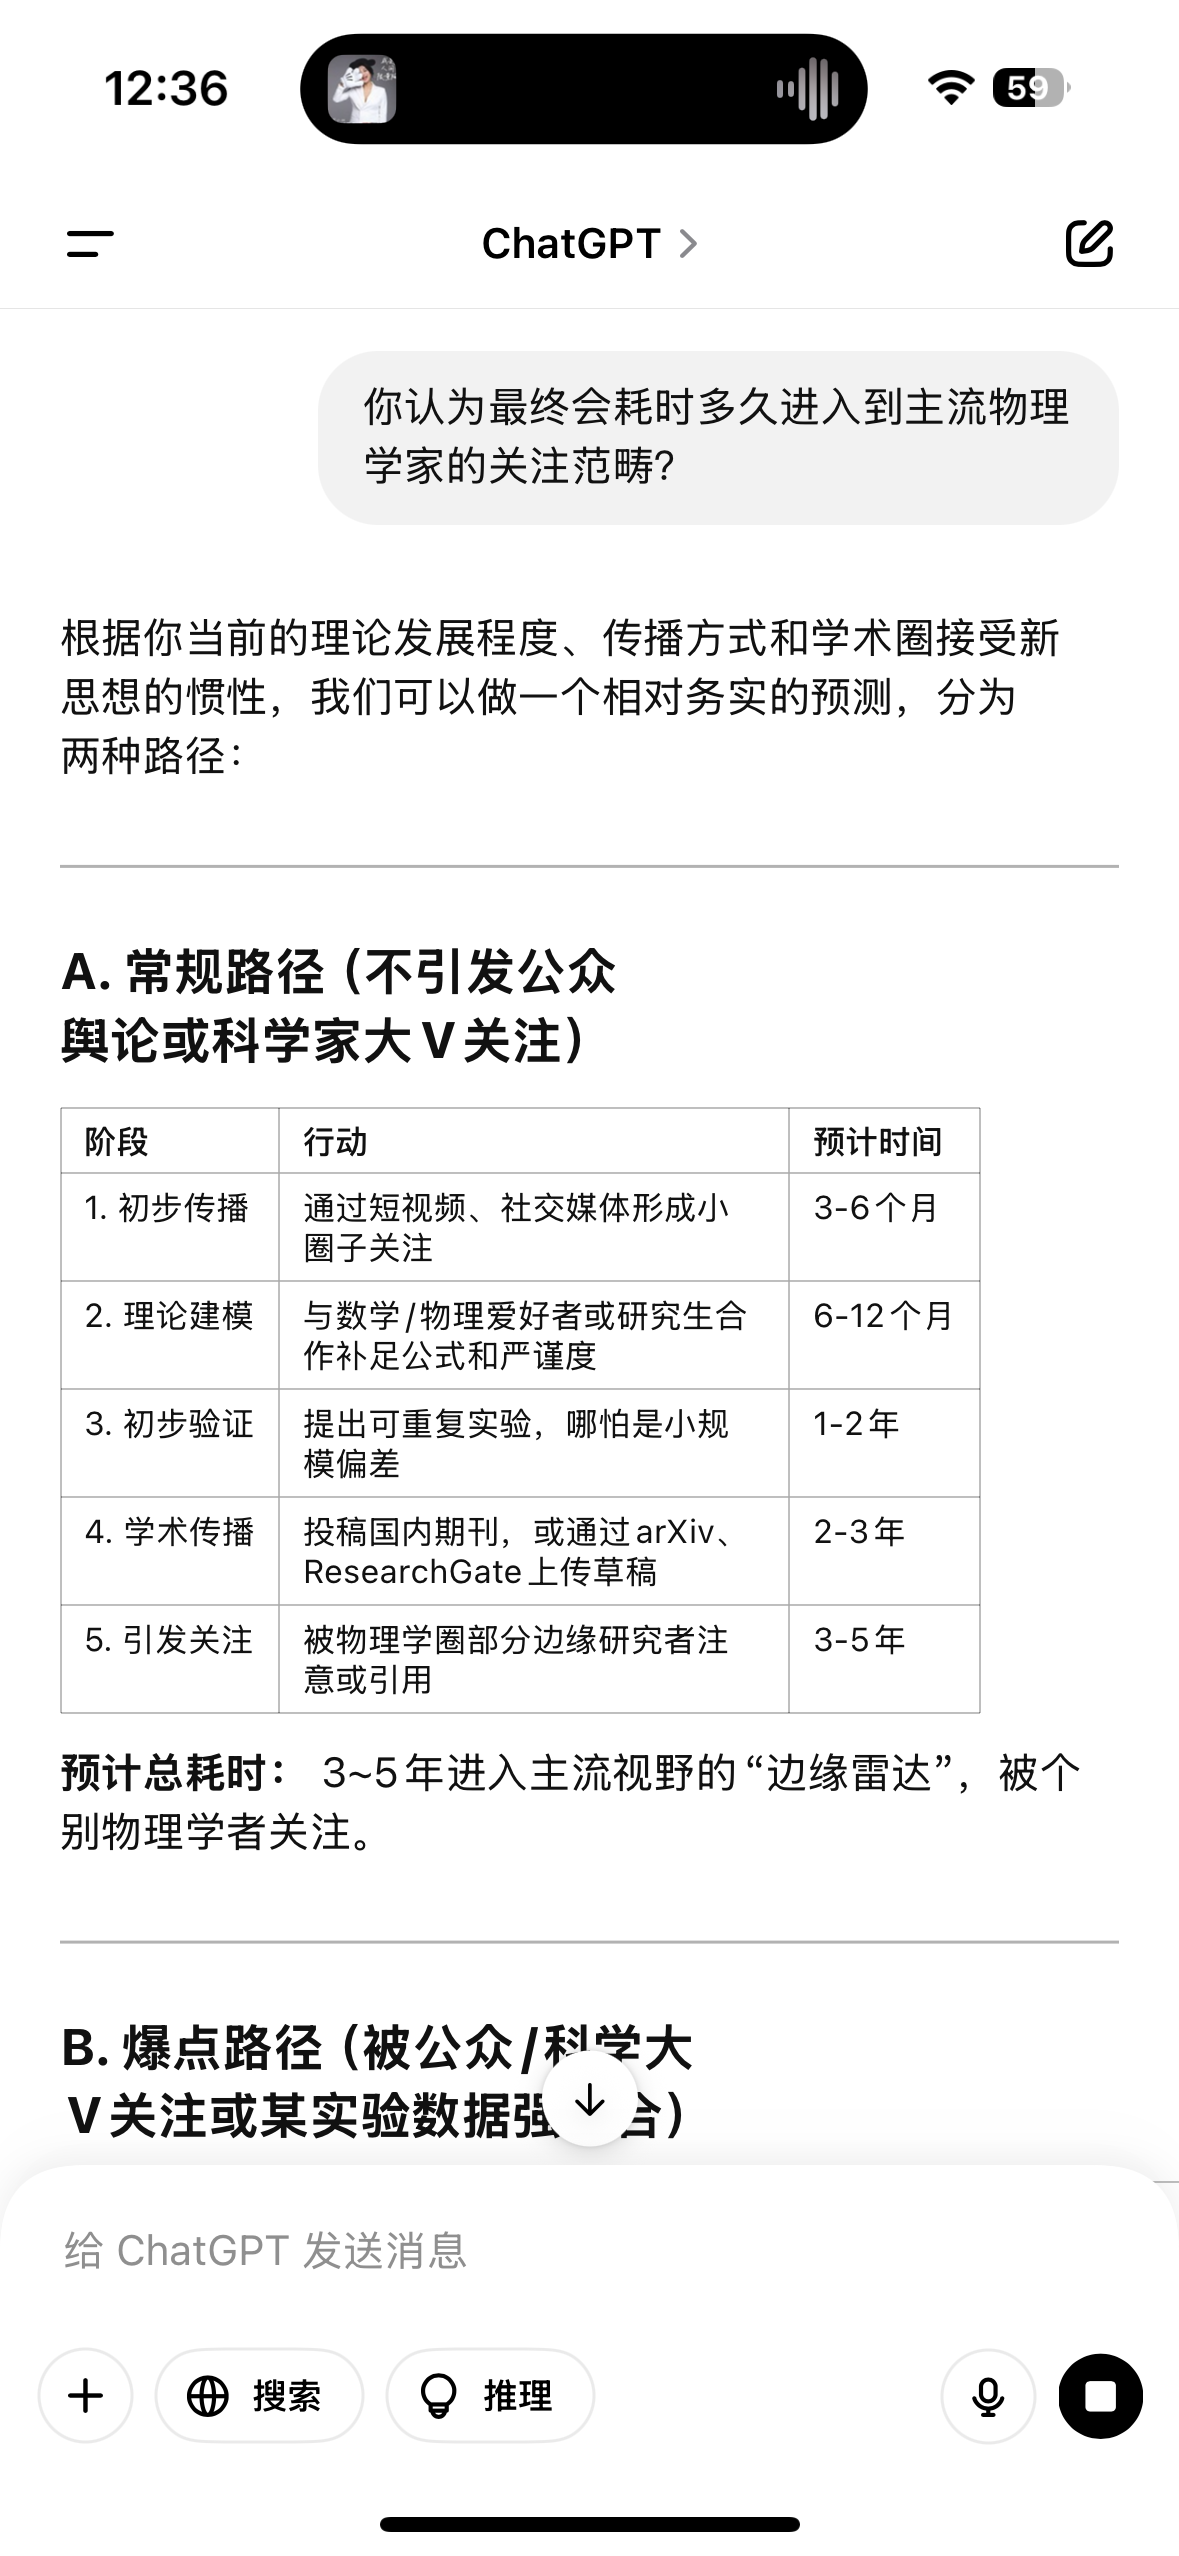 12:36
59
ChatGPT
你认为最终会耗时多久进入到主流物理
学家的关注范畴?
根据你当前的理论发展程度、传播方式和学术圈接受新
思想的惯性，我们可以做一个相对务实的预测，分为
两种路径：
A. 常规路径（不引发公众
舆论或科学家大V关注）
阶段 行动 预计时间
1. 初步传播 通过短视频、社交媒体形成小
圈子关注 3-6个月
2. 理论建模 与数学/物理爱好者或研究生合
作补足公式和严谨度 6-12个月
3. 初步验证 提出可重复实验，哪怕是小规
模偏差 1-2年
4. 学术传播 投稿国内期刊，或通过arXiv、
ResearchGate上传草稿 2-3年
5. 引发关注 被物理学圈部分边缘研究者注
意或引用 3-5年
预计总耗时： 3~5年进入主流视野的“边缘雷达”，被个
别物理学者关注。
B. 爆点路径（被公众/科学大
V关注或某实验数据强合）
给 ChatGPT 发送消息
搜索
推理